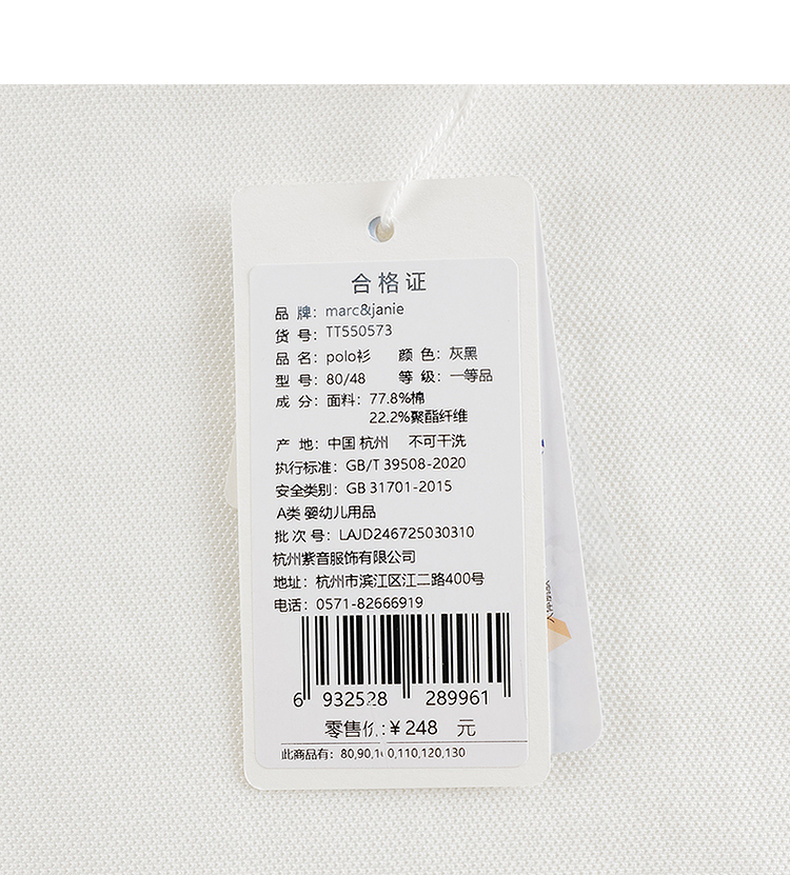 合格证
品 牌：marc&janie
货 号：TT550573
品 名：polo衫 颜 色：灰黑
型 号：80/48 等 级：一等品
成 分：面料：77.8%棉
22.2%聚酯纤维
产 地：中国 杭州 不可干洗
执行标准：GB/T 39508-2020
安全类别：GB 31701-2015
A类 婴幼儿用品
批 次 号：LAJD246725030310
杭州紫音服饰有限公司
地址：杭州市滨江区江二路400号
电话：0571-82666919
6 932528 289961
零售价:¥248 元
此商品有：80,90,100,110,120,130